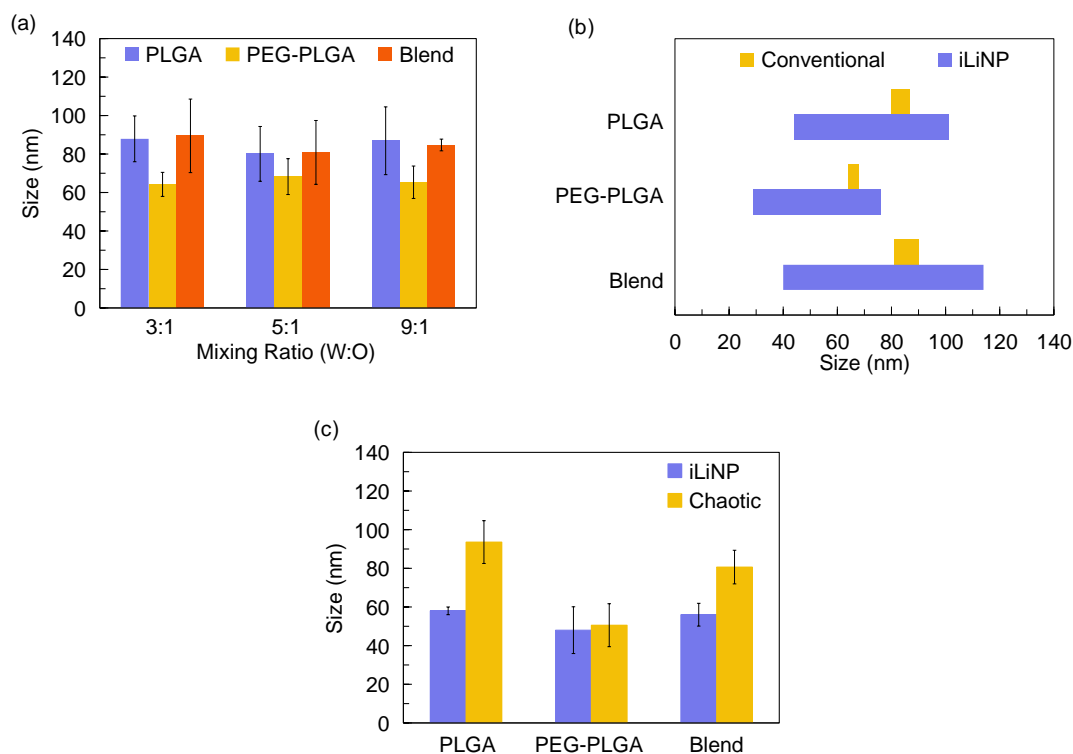 (a)
140
120
100
80
60
40
20
0
Size (nm)
PLGA PEG-PLGA Blend
3:1 5:1 9:1
Mixing Ratio (W:O)
(b)
Conventional iLiNP
PLGA
PEG-PLGA
Blend
0 20 40 60 80 100 120 140
Size (nm)
(c)
140
120
100
80
60
40
20
0
Size (nm)
iLiNP
Chaotic
PLGA PEG-PLGA Blend